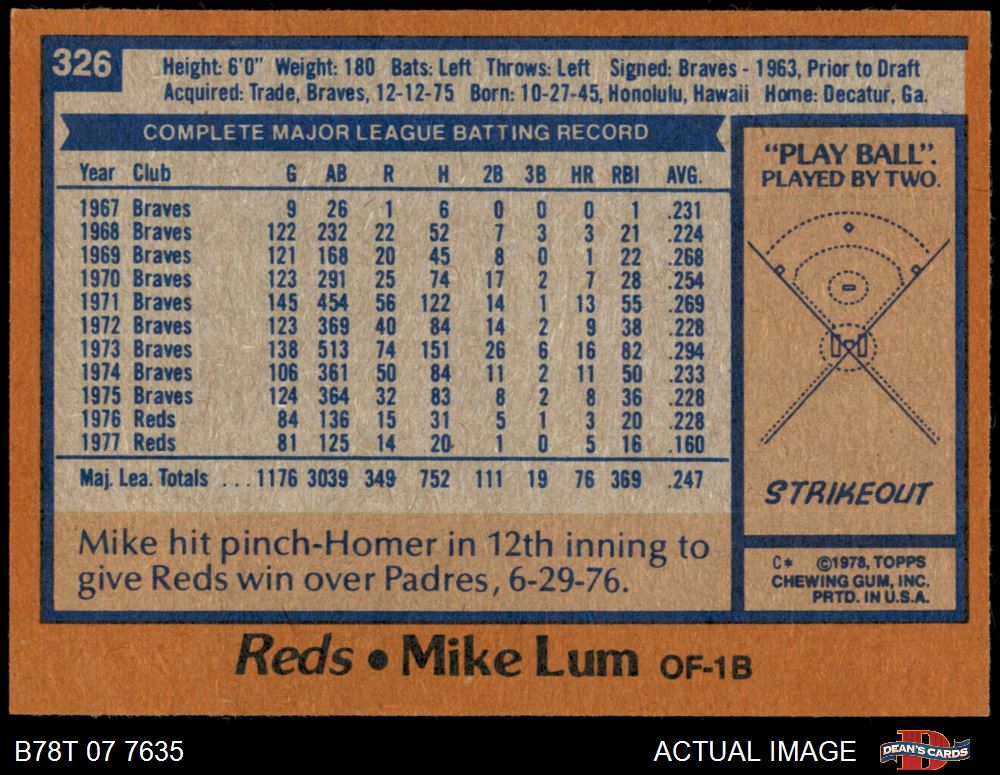 326
Height: 6'0" Weight: 180 Bats: Left Throws: Left Signed: Braves - 1963, Prior to Draft
Acquired: Trade, Braves, 12-12-75 Born: 10-27-45, Honolulu, Hawaii Home: Decatur, Ga.
COMPLETE MAJOR LEAGUE BATTING RECORD
Year Club G AB R H 2B 3B HR RBI AVG.
1967 Braves 9 26 1 6 0 0 0 1 .231
1968 Braves 122 232 22 52 7 3 3 21 .224
1969 Braves 121 168 20 45 8 0 1 22 .268
1970 Braves 123 291 25 74 17 2 7 28 .254
1971 Braves 145 454 56 122 14 1 13 55 .269
1972 Braves 123 369 40 84 14 2 9 38 .228
1973 Braves 138 513 74 151 26 6 16 82 .294
1974 Braves 106 361 50 84 11 2 11 50 .233
1975 Braves 124 364 32 83 8 2 8 36 .228
1976 Reds 84 136 15 31 5 1 3 20 .228
1977 Reds 81 125 14 20 1 0 5 16 .160
Maj. Lea. Totals ...1176 3039 349 752 111 19 76 369 .247
Mike hit pinch-Homer in 12th inning to
give Reds win over Padres, 6-29-76.
"PLAY BALL".
PLAYED BY TWO.
STRIKEOUT
C* ©1978, TOPPS
CHEWING GUM, INC.
PRTD. IN U.S.A.
Reds • Mike Lum OF-1B
B78T 07 7635
ACTUAL IMAGE
DEAN'S CARDS